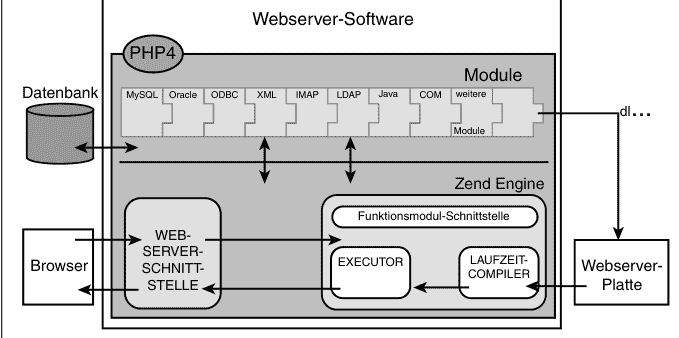 Webserver-Software
PHP4
Module
Datenbank
MySQL Oracle ODBC XML IMAP LDAP Java COM weitere
Module
dl...
Zend Engine
Funktionsmodul-Schnittstelle
WEB-
SERVER-
SCHNITT-
STELLE
Browser
EXECUTOR
LAUFZEIT-
COMPILER
Webserver-
Platte